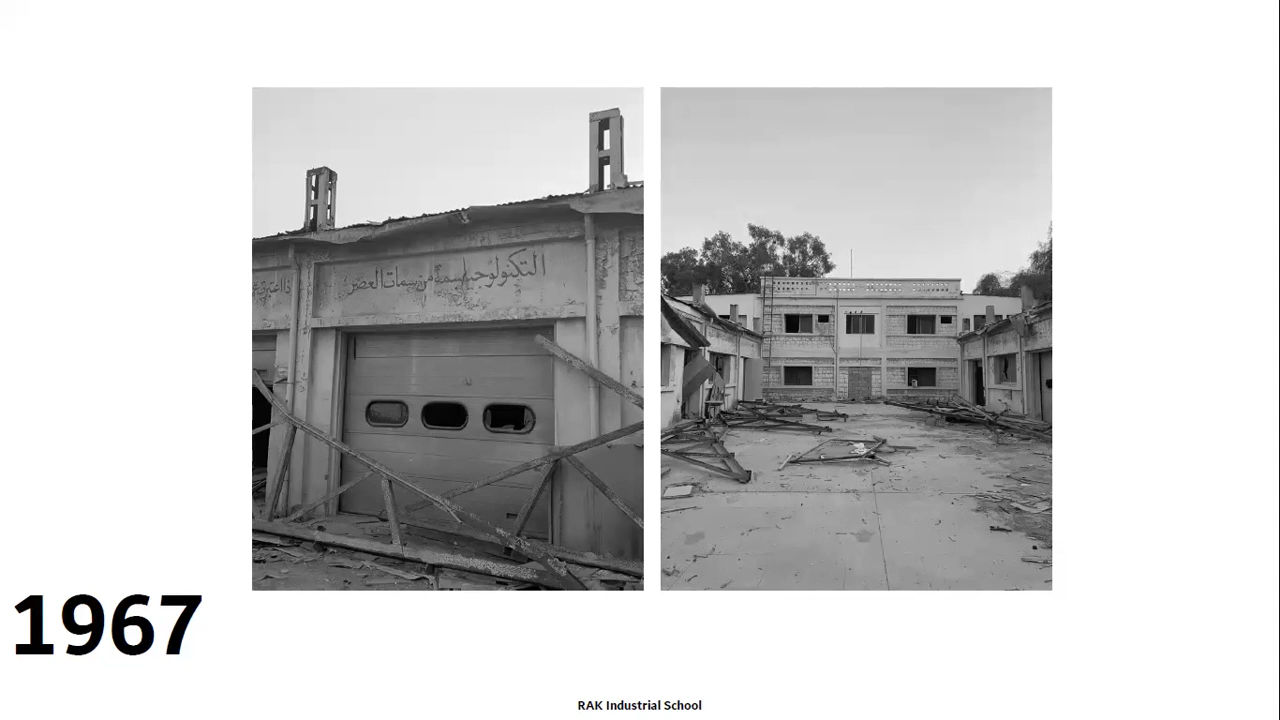 التكنولوجيا سمة من سمات العصر
1967
RAK Industrial School